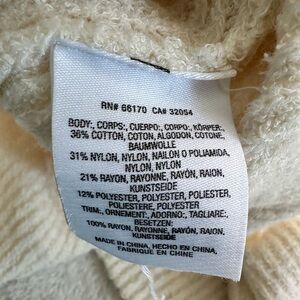 RN# 66170 CA# 32054
BODY:, CORPS:, CUERPO:, CORPO:, KÖRPER:,
36% COTTON, COTON, ALGODON, COTONE,
BAUMWOLLE
31% NYLON, NYLON, NAILON O POLIAMIDA,
NYLON, NYLON
21% RAYON, RAYONNE, RAYÓN, RAION,
KUNSTSEIDE
12% POLYESTER, POLYESTER, POLIESTER,
POLIESTERE, POLYESTER
TRIM:, ORNEMENT:, ADORNO:, TAGLIARE:,
BESETZEN:
100% RAYON, RAYONNE, RAYÓN, RAION,
KUNSTSEIDE
MADE IN CHINA, HECHO EN CHINA,
FABRIQUE EN CHINE